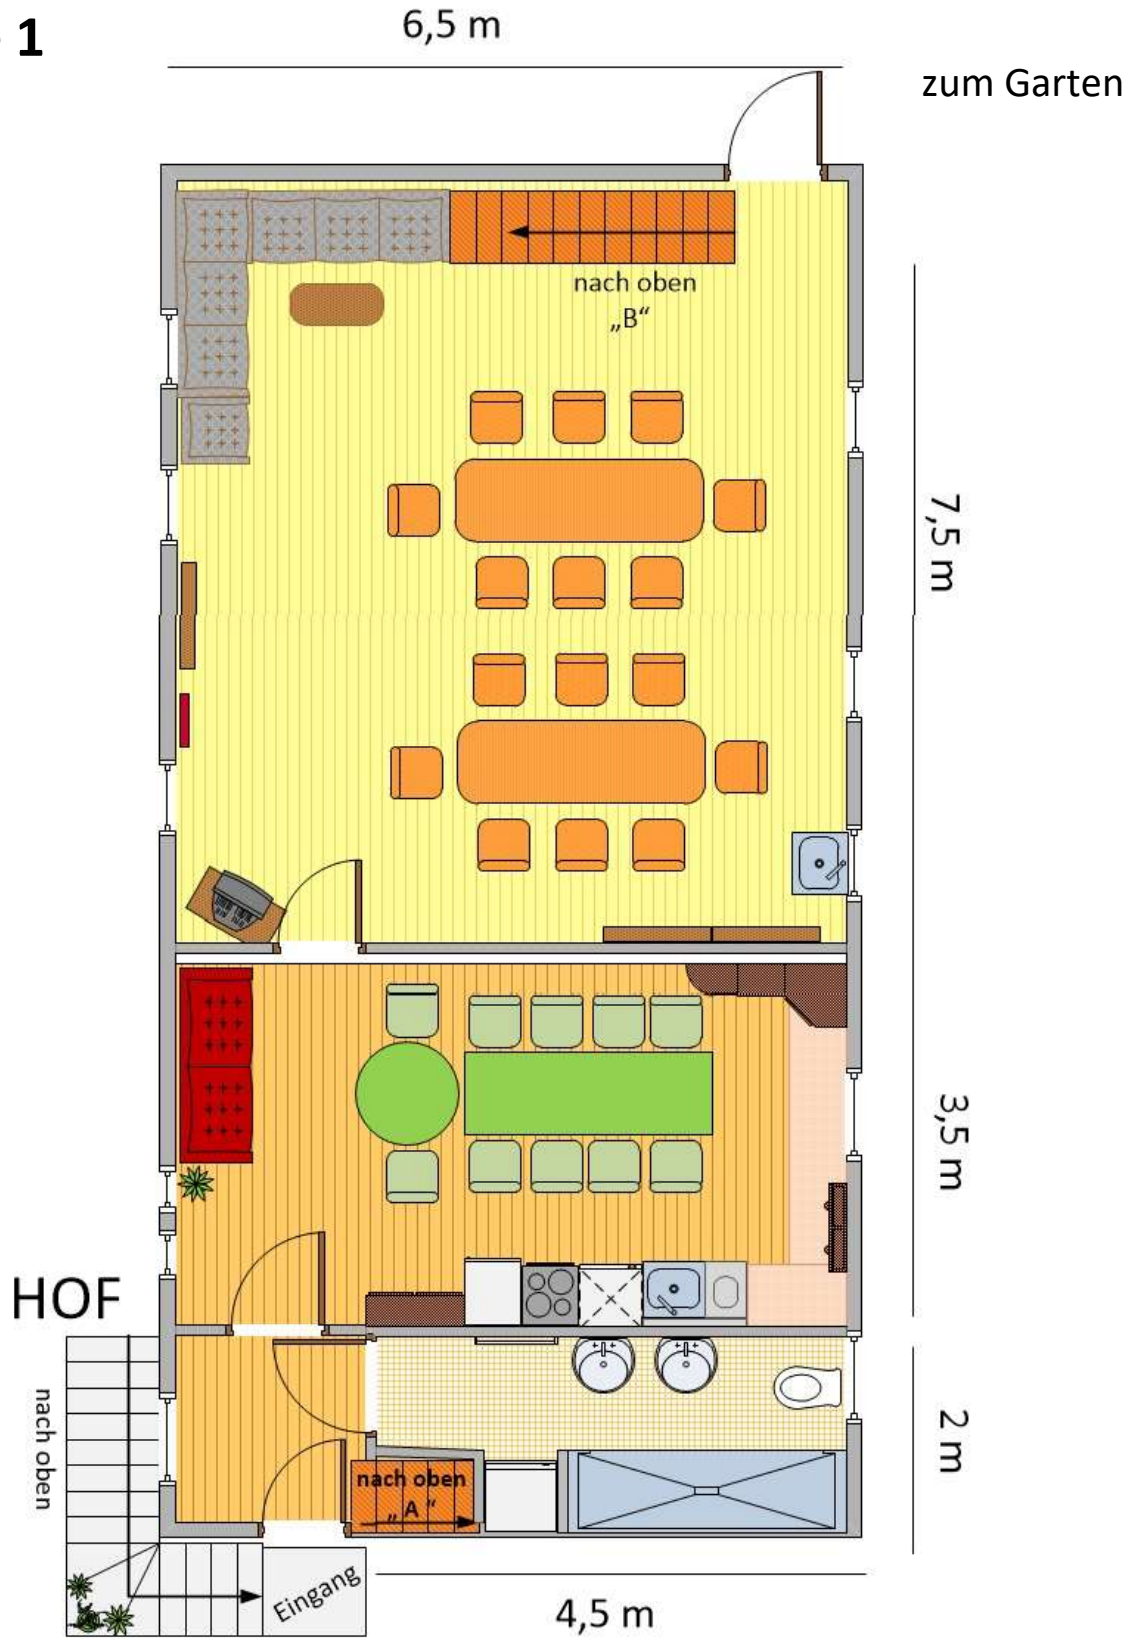 1
6,5 m
zum Garten
nach oben
„B“
7,5 m
3,5 m
HOF
nach oben
2 m
nach oben
„A “
Eingang
4,5 m